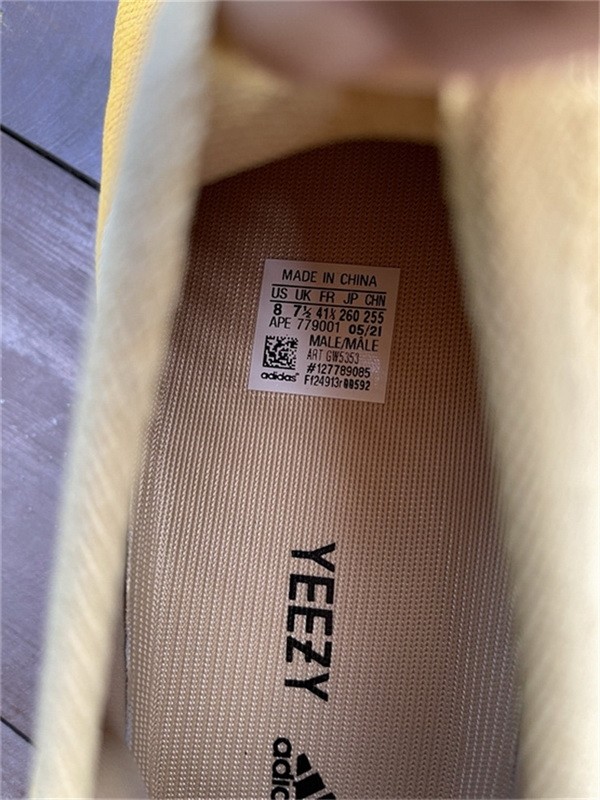 MADE IN CHINA
US UK FR JP CHN
8 7½ 41⅓ 260 255
APE 779001 05/21
MALE/MÂLE
ART GW5353
#127789085
adidas
YEEZY
adid